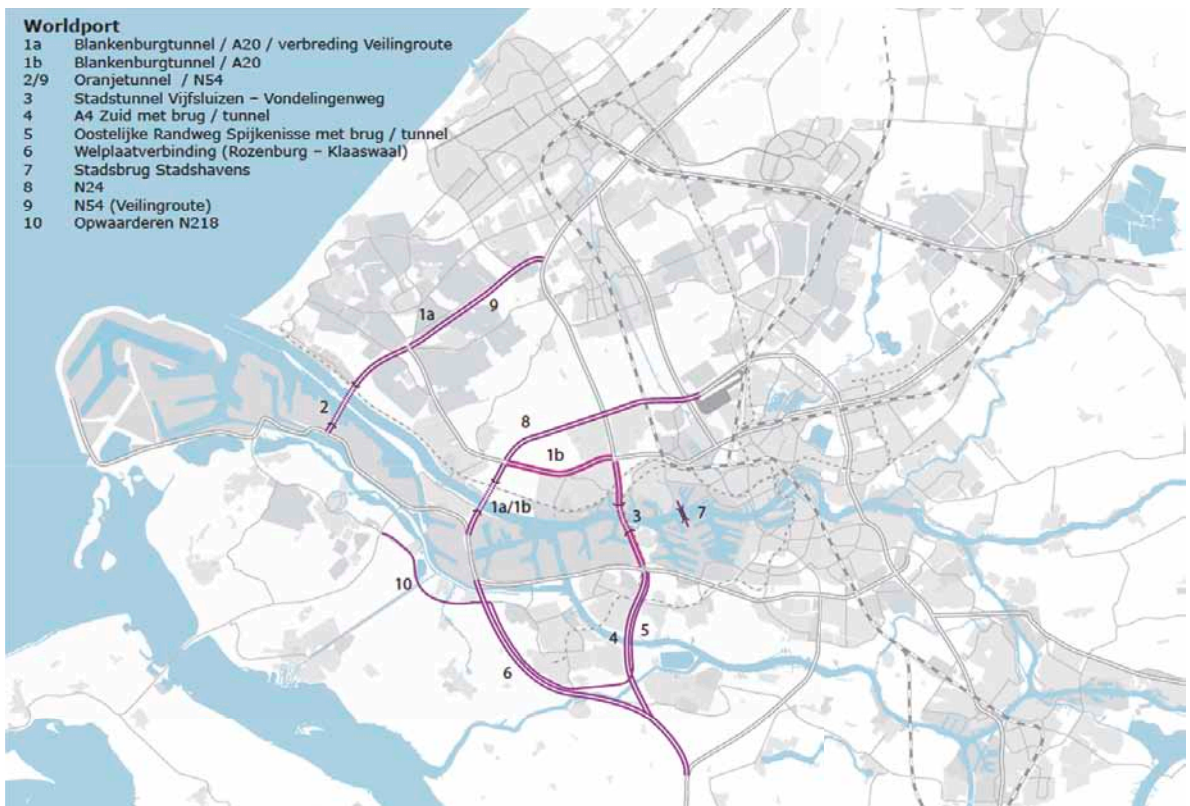 Worldport
1a Blankenburgtunnel / A20 / verbreding Veilingroute
1b Blankenburgtunnel / A20
2/9 Oranjetunnel / N54
3 Stadstunnel Vijfsluizen – Vondelingenweg
4 A4 Zuid met brug / tunnel
5 Oostelijke Randweg Spijkenisse met brug / tunnel
6 Welplaatverbinding (Rozenburg – Klaaswaal)
7 Stadsbrug Stadshavens
8 N24
9 N54 (Veilingroute)
10 Opwaarderen N218
9
1a
2
8
1b
1a/1b
7
3
10
5
4
6